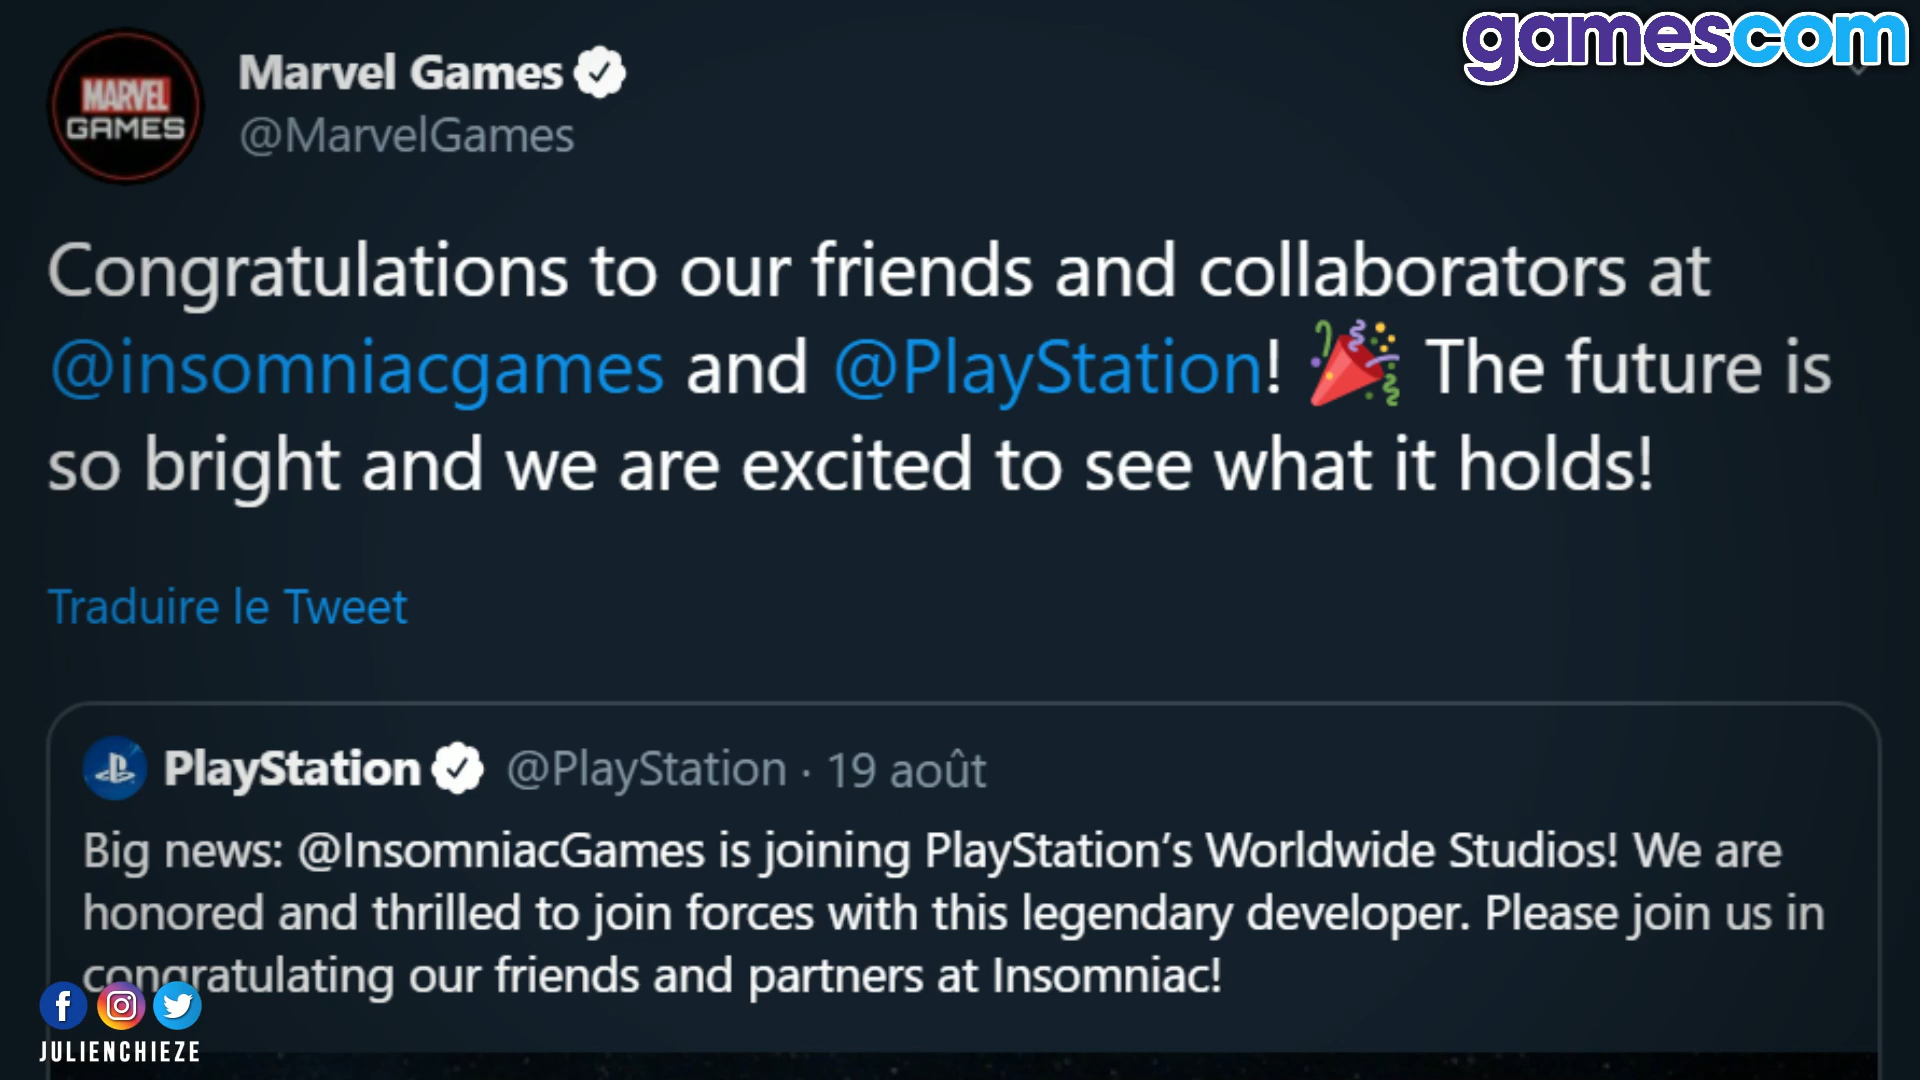 gamescom
MARVEL
GAMES
Marvel Games
@MarvelGames
Congratulations to our friends and collaborators at
@insomniacgames and @PlayStation! 🎉 The future is
so bright and we are excited to see what it holds!
Traduire le Tweet
PlayStation @PlayStation · 19 août
Big news: @InsomniacGames is joining PlayStation’s Worldwide Studios! We are
honored and thrilled to join forces with this legendary developer. Please join us in
congratulating our friends and partners at Insomniac!
JULIENCHIEZE